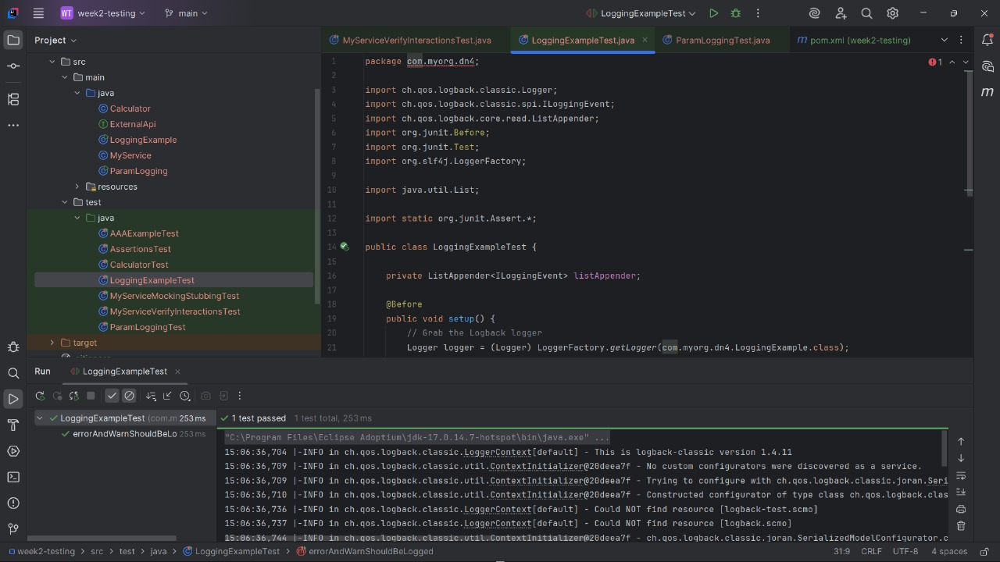 WT week2-testing main LoggingExampleTest
Project
MyServiceVerifyInteractionsTest.java LoggingExampleTest.java ParamLoggingTest.java m pom.xml (week2-testing)
src
main
java
Calculator
ExternalApi
LoggingExample
MyService
ParamLogging
resources
test
java
AAAExampleTest
AssertionsTest
CalculatorTest
LoggingExampleTest
MyServiceMockingStubbingTest
MyServiceVerifyInteractionsTest
ParamLoggingTest
target
1 package com.myorg.dn4; 1
2
3 import ch.qos.logback.classic.Logger;
4 import ch.qos.logback.classic.spi.ILoggingEvent;
5 import ch.qos.logback.core.read.ListAppender;
6 import org.junit.Before;
7 import org.junit.Test;
8 import org.slf4j.LoggerFactory;
9
10 import java.util.List;
11
12 import static org.junit.Assert.*;
13
14 public class LoggingExampleTest {
15
16 private ListAppender<ILoggingEvent> listAppender;
17
18 @Before
19 public void setup() {
20 // Grab the Logback logger
21 Logger logger = (Logger) LoggerFactory.getLogger(com.myorg.dn4.LoggingExample.class);
Run LoggingExampleTest
LoggingExampleTest (com.m 253 ms
errorAndWarnShouldBeLo 253 ms
1 test passed 1 test total, 253 ms
"C:\Program Files\Eclipse Adoptium\jdk-17.0.14.7-hotspot\bin\java.exe" ...
15:06:36,704 |-INFO in ch.qos.logback.classic.LoggerContext[default] - This is logback-classic version 1.4.11
15:06:36,709 |-INFO in ch.qos.logback.classic.util.ContextInitializer@20deea7f - No custom configurators were discovered as a service.
15:06:36,709 |-INFO in ch.qos.logback.classic.util.ContextInitializer@20deea7f - Trying to configure with ch.qos.logback.classic.joran.Seri
15:06:36,710 |-INFO in ch.qos.logback.classic.util.ContextInitializer@20deea7f - Constructed configurator of type class ch.qos.logback.clas
15:06:36,736 |-INFO in ch.qos.logback.classic.LoggerContext[default] - Could NOT find resource [logback-test.scmo]
15:06:36,737 |-INFO in ch.qos.logback.classic.LoggerContext[default] - Could NOT find resource [logback.scmo]
15:06:36,744 |-INFO in ch.qos.logback.classic.util.ContextInitializer@20deea7f - ch.qos.logback.classic.joran.SerializedModelConfigurator.c
week2-testing > src > test > java > LoggingExampleTest > errorAndWarnShouldBeLogged 31:9 CRLF UTF-8 4 spaces